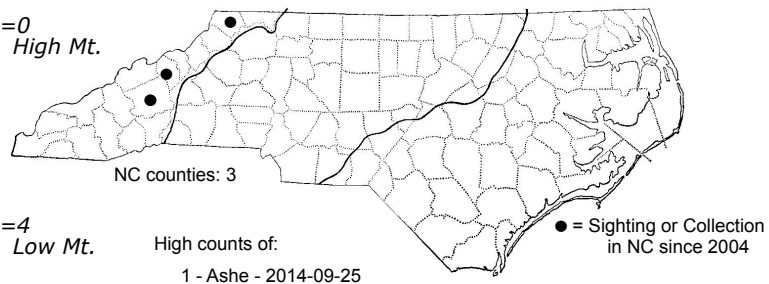 =0
High Mt.
NC counties: 3
=4
Low Mt.
High counts of:
1 - Ashe - 2014-09-25
= Sighting or Collection
in NC since 2004